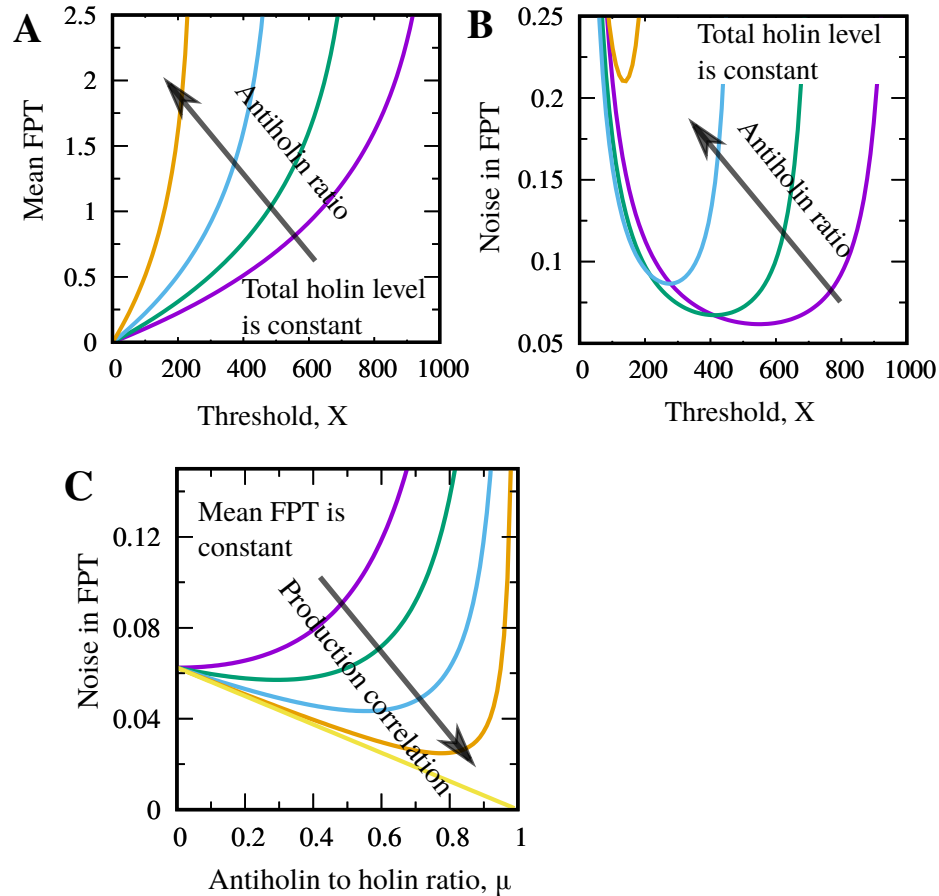 A
2.5
2
1.5
1
0.5
0
Mean FPT
Antiholin ratio
Total holin level
is constant
0 200 400 600 800 1000
Threshold, X
B
0.25
0.2
0.15
0.1
0.05
Noise in FPT
Total holin level
is constant
Antiholin ratio
0 200 400 600 800 1000
Threshold, X
C
0.12
0.08
0.04
0
Noise in FPT
Mean FPT is
constant
Production correlation
0 0.2 0.4 0.6 0.8 1
Antiholin to holin ratio, μ